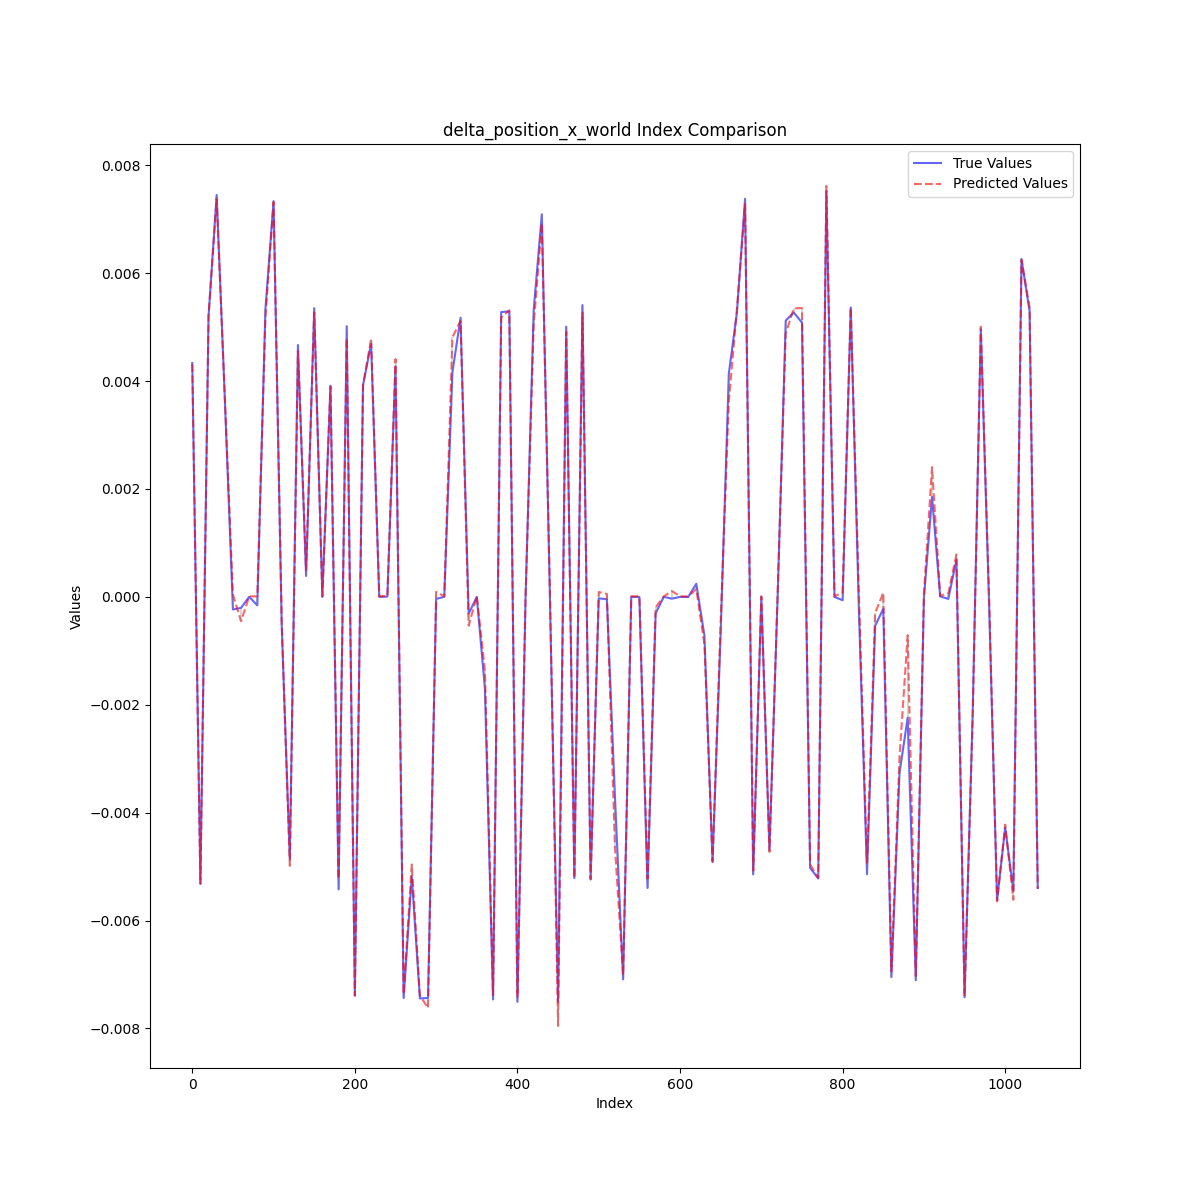 delta_position_x_world Index Comparison
True Values
Predicted Values
0.008
0.006
0.004
0.002
0.000
−0.002
−0.004
−0.006
−0.008
Values
0 200 400 600 800 1000
Index